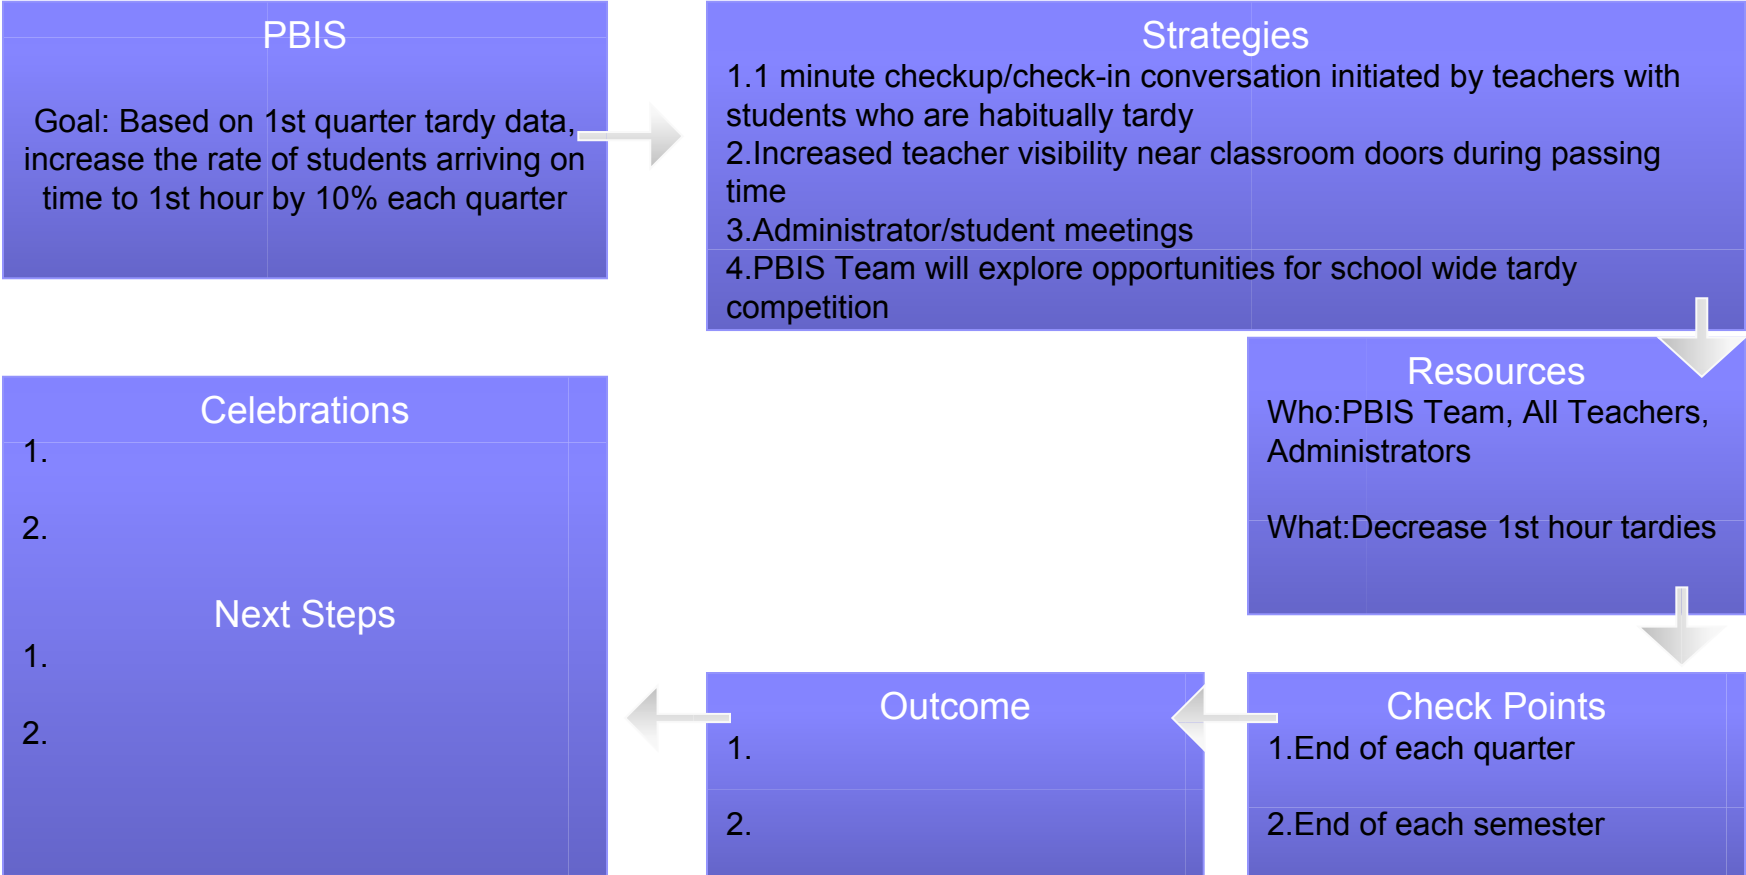 PBIS
Goal: Based on 1st quarter tardy data,
increase the rate of students arriving on
time to 1st hour by 10% each quarter
Strategies
1.1 minute checkup/check-in conversation initiated by teachers with
students who are habitually tardy
2.Increased teacher visibility near classroom doors during passing
time
3.Administrator/student meetings
4.PBIS Team will explore opportunities for school wide tardy
competition
Resources
Who:PBIS Team, All Teachers,
Administrators
What:Decrease 1st hour tardies
Check Points
1.End of each quarter
2.End of each semester
Outcome
1.
2.
Celebrations
1.
2.
Next Steps
1.
2.